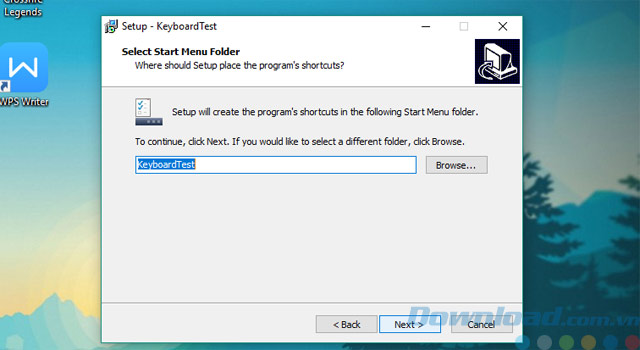 Crossfire
Legends
WPS Writer
Setup - KeyboardTest
Select Start Menu Folder
Where should Setup place the program's shortcuts?
Setup will create the program's shortcuts in the following Start Menu folder.
To continue, click Next. If you would like to select a different folder, click Browse.
KeyboardTest
Browse...
< Back
Next >
Cancel
Download.com.vn